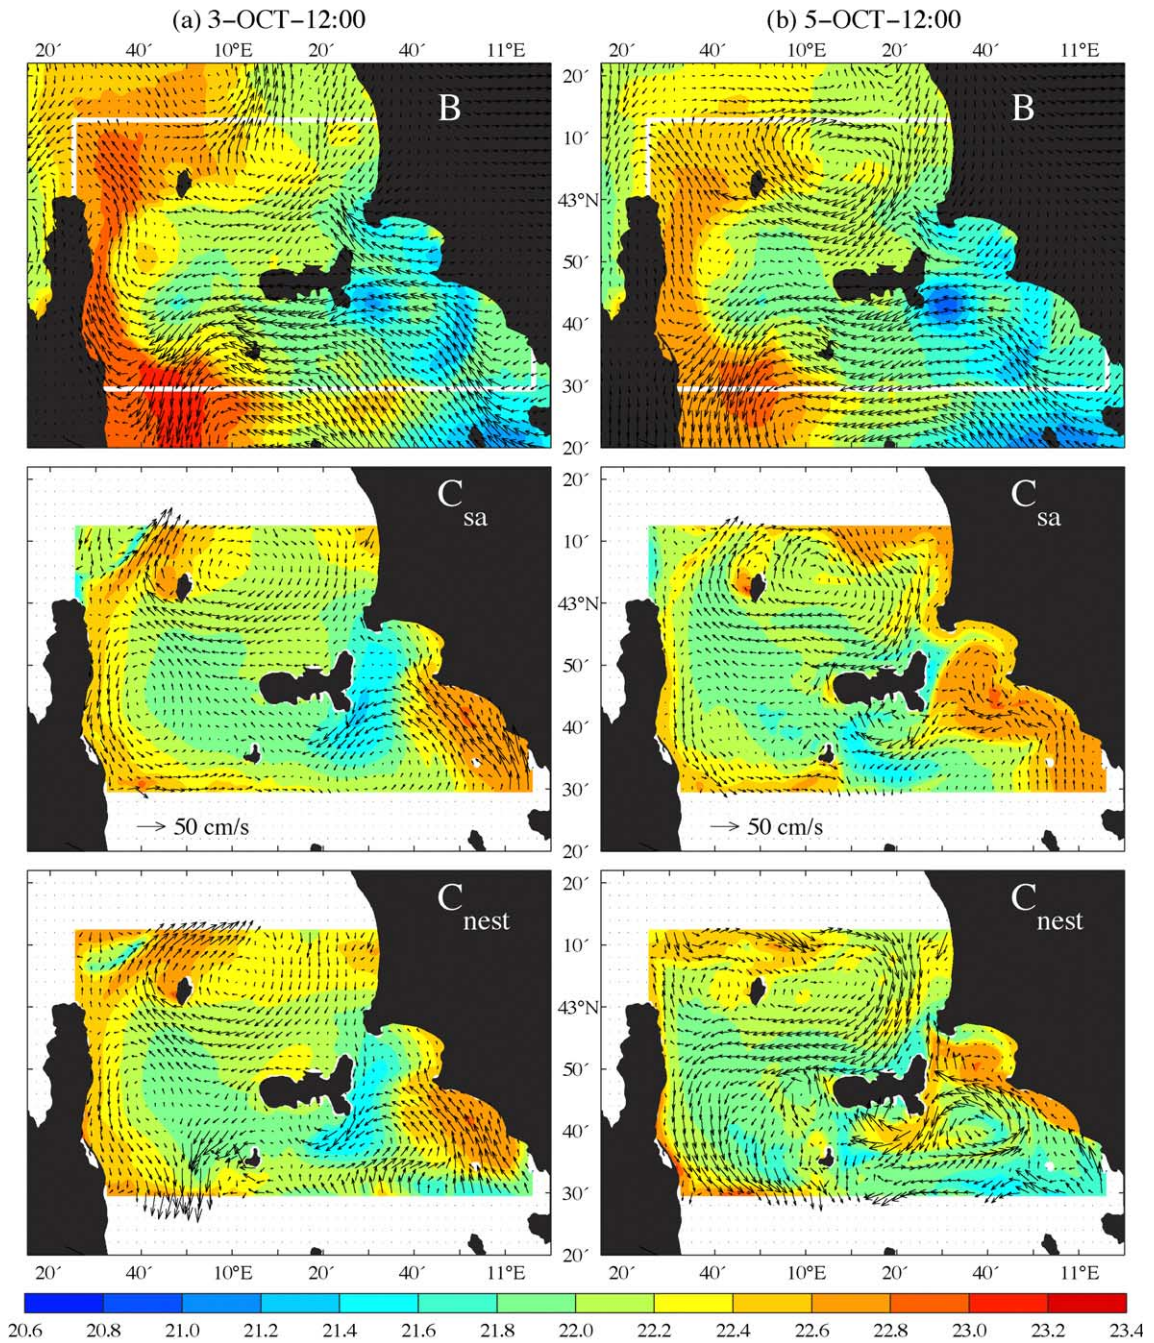 (a) 3−OCT−12:00 (b) 5−OCT−12:00
20´ 40´ 10°E 20´ 40´ 11°E 20´ 40´ 10°E 20´ 40´ 11°E
20´
B B
10´
43°N
50´
40´
30´
20´
20´
C sa C sa
10´
43°N
50´
40´
30´
50 cm/s 50 cm/s
20´
20´
C nest C nest
10´
43°N
50´
40´
30´
20´
20´ 40´ 10°E 20´ 40´ 11°E 20´ 40´ 10°E 20´ 40´ 11°E
20.6 20.8 21.0 21.2 21.4 21.6 21.8 22.0 22.2 22.4 22.6 22.8 23.0 23.2 23.4